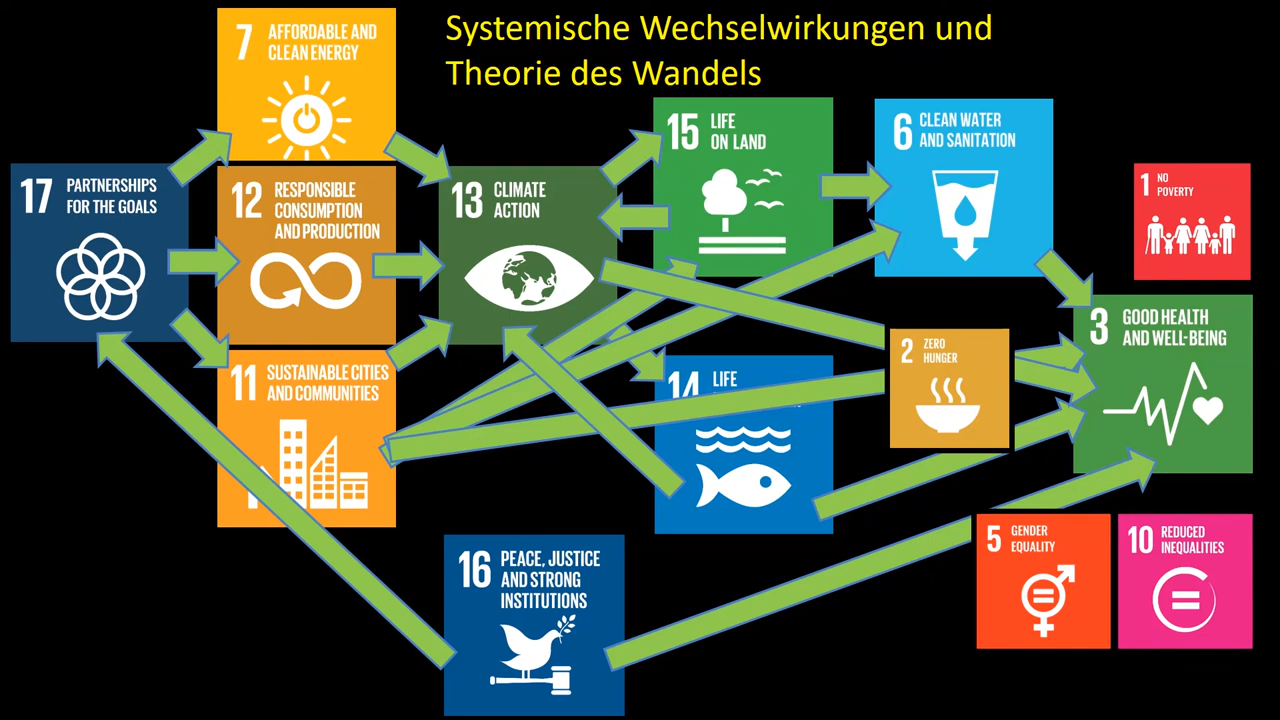 Systemische Wechselwirkungen und
Theorie des Wandels
7 AFFORDABLE AND
CLEAN ENERGY
17 PARTNERSHIPS
FOR THE GOALS
12 RESPONSIBLE
CONSUMPTION
AND PRODUCTION
13 CLIMATE
ACTION
15 LIFE
ON LAND
6 CLEAN WATER
AND SANITATION
1 NO
POVERTY
3 GOOD HEALTH
AND WELL-BEING
2 ZERO
HUNGER
11 SUSTAINABLE CITIES
AND COMMUNITIES
14 LIFE
16 PEACE, JUSTICE
AND STRONG
INSTITUTIONS
5 GENDER
EQUALITY
10 REDUCED
INEQUALITIES